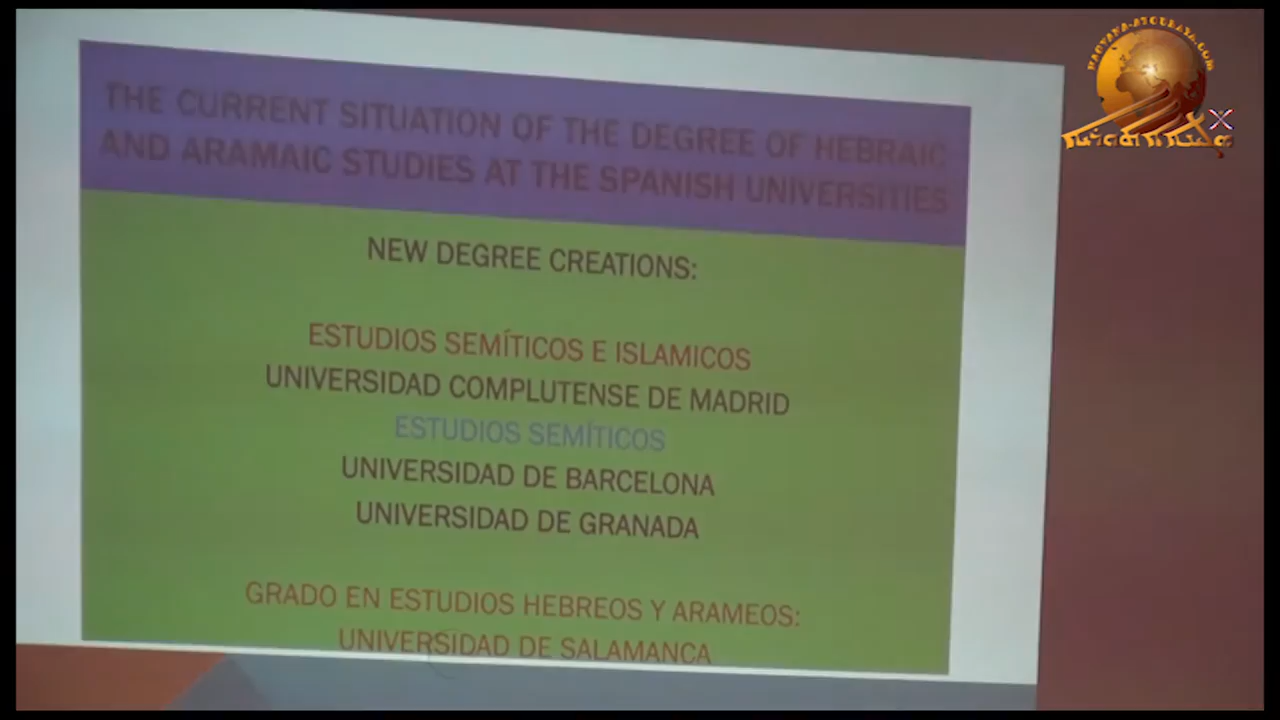 THE CURRENT SITUATION OF THE DEGREE OF HEBRAIC
AND ARAMAIC STUDIES AT THE SPANISH UNIVERSITIES
NEW DEGREE CREATIONS:
ESTUDIOS SEMÍTICOS E ISLAMICOS
UNIVERSIDAD COMPLUTENSE DE MADRID
ESTUDIOS SEMÍTICOS
UNIVERSIDAD DE BARCELONA
UNIVERSIDAD DE GRANADA
GRADO EN ESTUDIOS HEBREOS Y ARAMEOS:
UNIVERSIDAD DE SALAMANCA